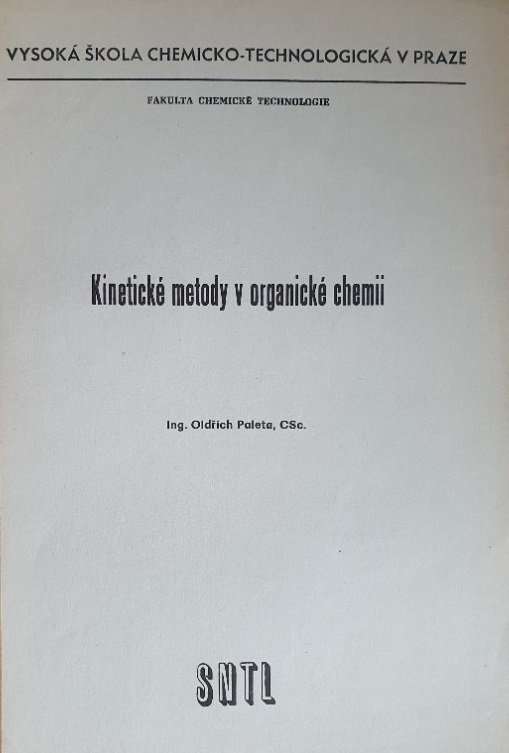 VYSOKÁ ŠKOLA CHEMICKO-TECHNOLOGICKÁ V PRAZE
FAKULTA CHEMICKÉ TECHNOLOGIE
Kinetické metody v organické chemii
Ing. Oldřich Paleta, CSc.
SNTL